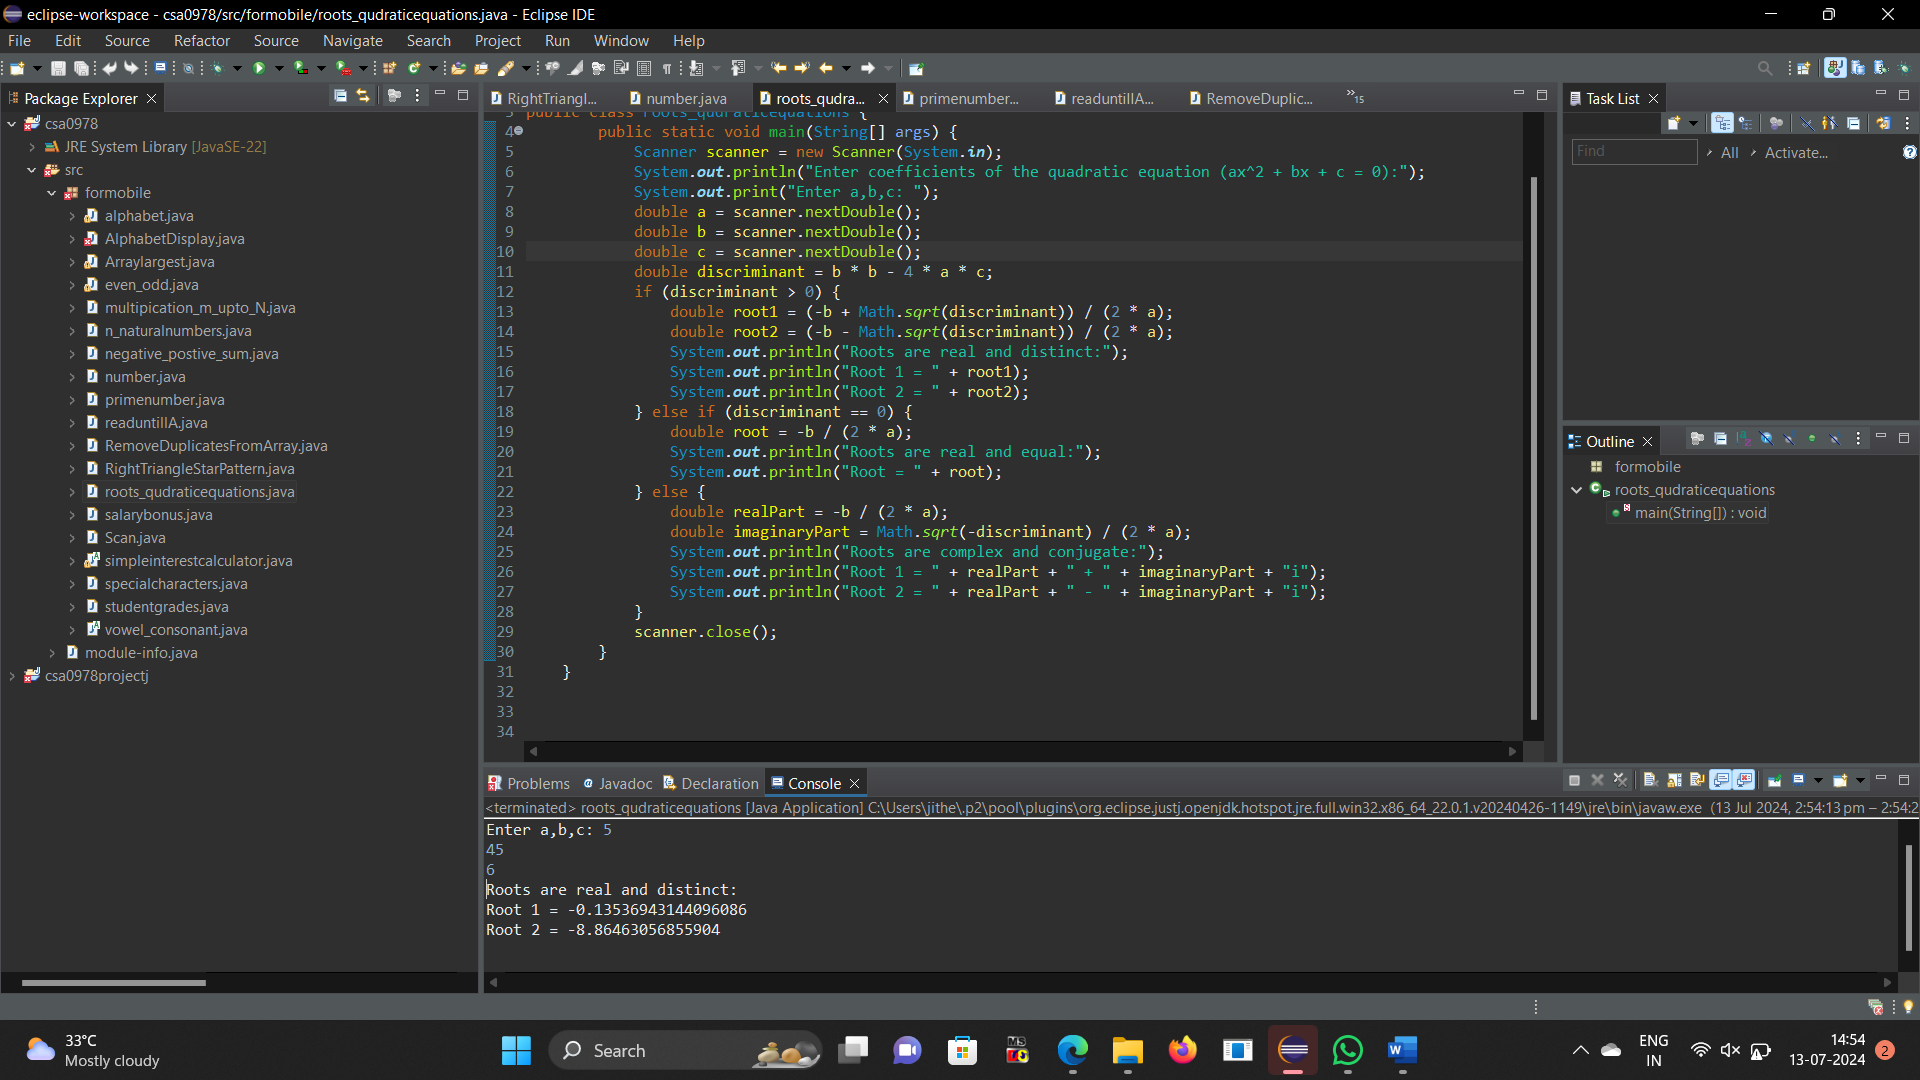 eclipse-workspace - csa0978/src/formobile/roots_qudraticequations.java - Eclipse IDE
File Edit Source Refactor Source Navigate Search Project Run Window Help
Package Explorer
csa0978
JRE System Library [JavaSE-22]
src
formobile
alphabet.java
AlphabetDisplay.java
Arraylargest.java
even_odd.java
multipication_m_upto_N.java
n_naturalnumbers.java
negative_postive_sum.java
number.java
primenumber.java
readuntillA.java
RemoveDuplicatesFromArray.java
RightTriangleStarPattern.java
roots_qudraticequations.java
salarybonus.java
Scan.java
simpleinterestcalculator.java
specialcharacters.java
studentgrades.java
vowel_consonant.java
module-info.java
csa0978projectj
RightTriangl... number.java roots_qudra... primenumber... readuntillA... RemoveDuplic... »15
3 public class roots_qudraticequations {
4 public static void main(String[] args) {
5 Scanner scanner = new Scanner(System.in);
6 System.out.println("Enter coefficients of the quadratic equation (ax^2 + bx + c = 0):");
7 System.out.print("Enter a,b,c: ");
8 double a = scanner.nextDouble();
9 double b = scanner.nextDouble();
10 double c = scanner.nextDouble();
11 double discriminant = b * b - 4 * a * c;
12 if (discriminant > 0) {
13 double root1 = (-b + Math.sqrt(discriminant)) / (2 * a);
14 double root2 = (-b - Math.sqrt(discriminant)) / (2 * a);
15 System.out.println("Roots are real and distinct:");
16 System.out.println("Root 1 = " + root1);
17 System.out.println("Root 2 = " + root2);
18 } else if (discriminant == 0) {
19 double root = -b / (2 * a);
20 System.out.println("Roots are real and equal:");
21 System.out.println("Root = " + root);
22 } else {
23 double realPart = -b / (2 * a);
24 double imaginaryPart = Math.sqrt(-discriminant) / (2 * a);
25 System.out.println("Roots are complex and conjugate:");
26 System.out.println("Root 1 = " + realPart + " + " + imaginaryPart + "i");
27 System.out.println("Root 2 = " + realPart + " - " + imaginaryPart + "i");
28 }
29 scanner.close();
30 }
31 }
32
33
34
Task List
Find All Activate...
Outline
formobile
roots_qudraticequations
main(String[]) : void
Problems Javadoc Declaration Console
<terminated> roots_qudraticequations [Java Application] C:\Users\jithe\.p2\pool\plugins\org.eclipse.justj.openjdk.hotspot.jre.full.win32.x86_64_22.0.1.v20240426-1149\jre\bin\javaw.exe (13 Jul 2024, 2:54:13 pm – 2:54:2
Enter a,b,c: 5
45
6
Roots are real and distinct:
Root 1 = -0.13536943144096086
Root 2 = -8.86463056855904
33°C
Mostly cloudy
Search
ENG
IN
14:54
13-07-2024
2